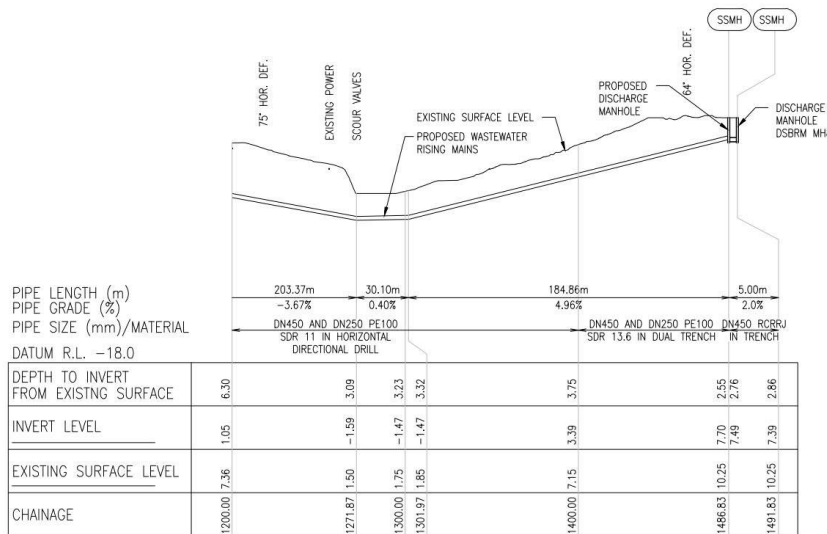 SSMH SSMH
75° HOR. DEF.
EXISTING POWER
SCOUR VALVES
64° HOR. DEF.
PROPOSED
DISCHARGE
MANHOLE
EXISTING SURFACE LEVEL
PROPOSED WASTEWATER
RISING MAINS
DISCHARGE
MANHOLE
DSBRM MH
PIPE LENGTH (m) 203.37m 30.10m 184.86m 5.00m
PIPE GRADE (%) -3.67% 0.40% 4.96% 2.0%
PIPE SIZE (mm)/MATERIAL
DN450 AND DN250 PE100
SDR 11 IN HORIZONTAL
DIRECTIONAL DRILL
DN450 AND DN250 PE100
SDR 13.6 IN DUAL TRENCH
DN450 RCRRJ
IN TRENCH
DATUM R.L. -18.0
DEPTH TO INVERT
FROM EXISTNG SURFACE 6.30 3.09 3.23 3.32 3.75 2.55 2.76 2.86
INVERT LEVEL 1.05 -1.59 -1.47 -1.47 3.39 7.70 7.49 7.39
EXISTING SURFACE LEVEL 7.36 1.50 1.75 1.85 7.15 10.25 10.25
CHAINAGE 1200.00 1271.87 1300.00 1301.97 1400.00 1486.83 1491.83